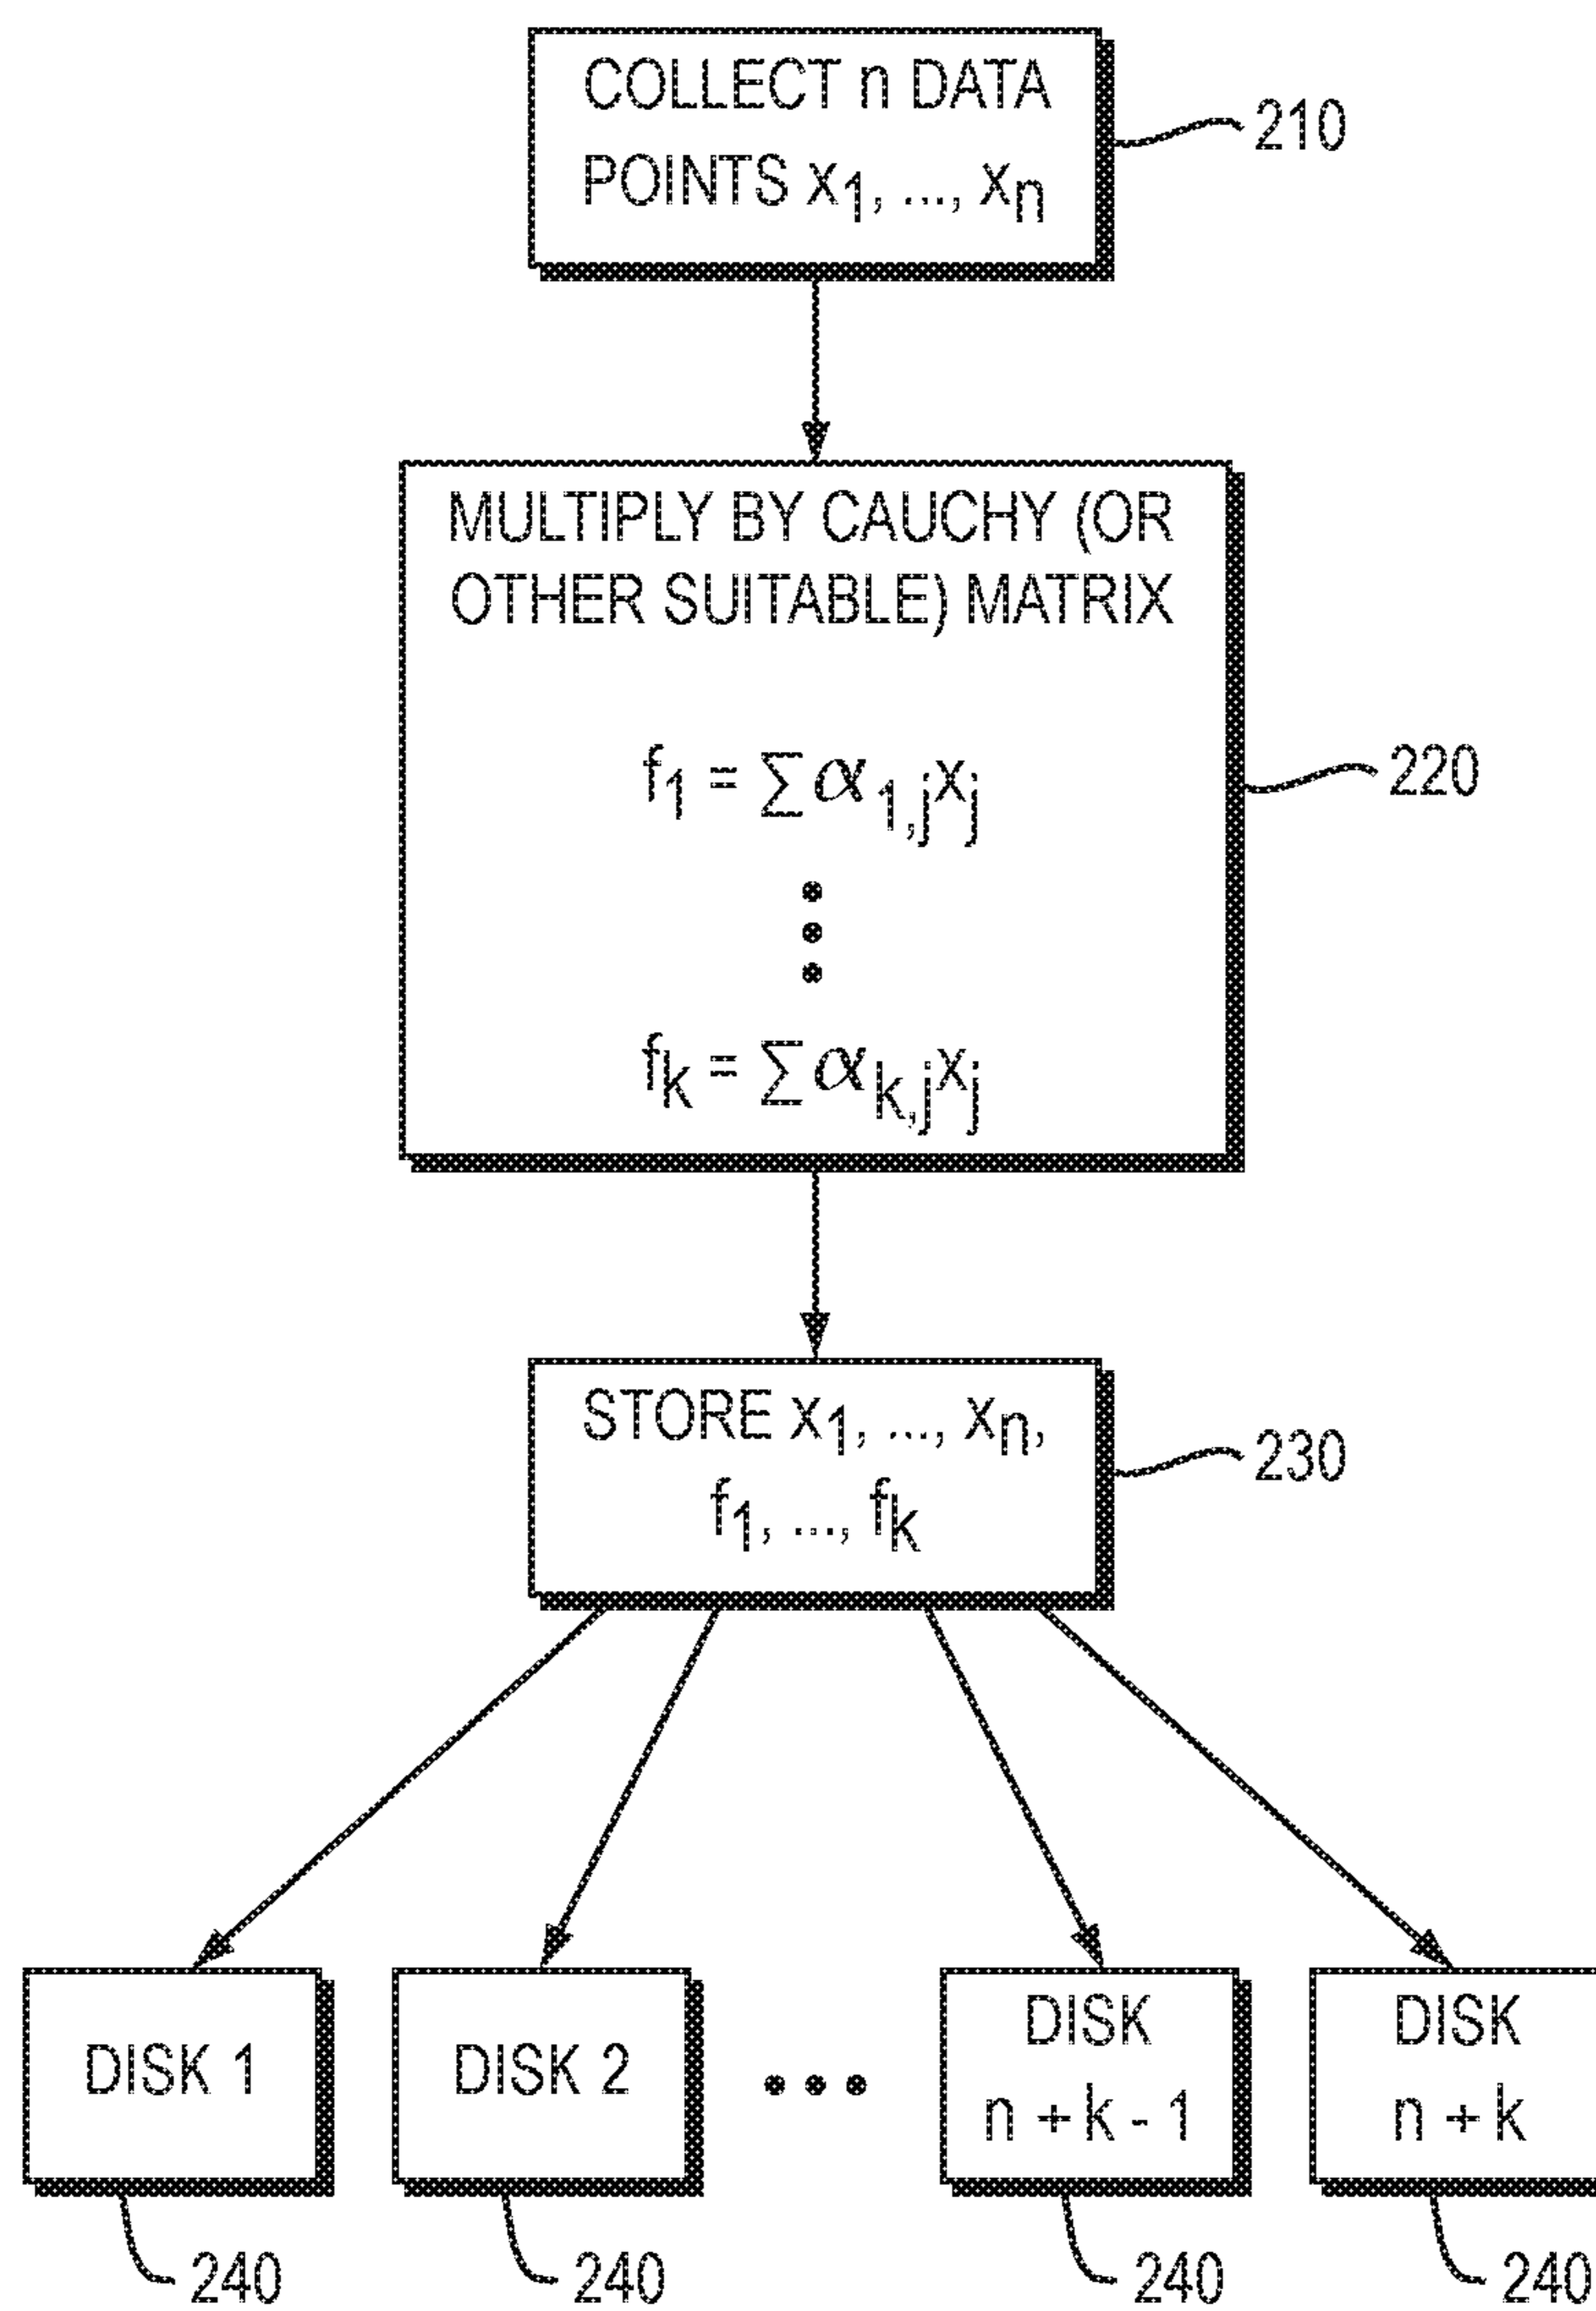 COLLECT n DATA
POINTS x1, ..., xn
210
MULTIPLY BY CAUCHY (OR
OTHER SUITABLE) MATRIX
f1 = ∑α1,jxj
220
fk = ∑αk,jxj
STORE x1, ..., xn,
f1, ..., fk
230
DISK 1
DISK 2
DISK
n + k - 1
DISK
n + k
240
240
240
240